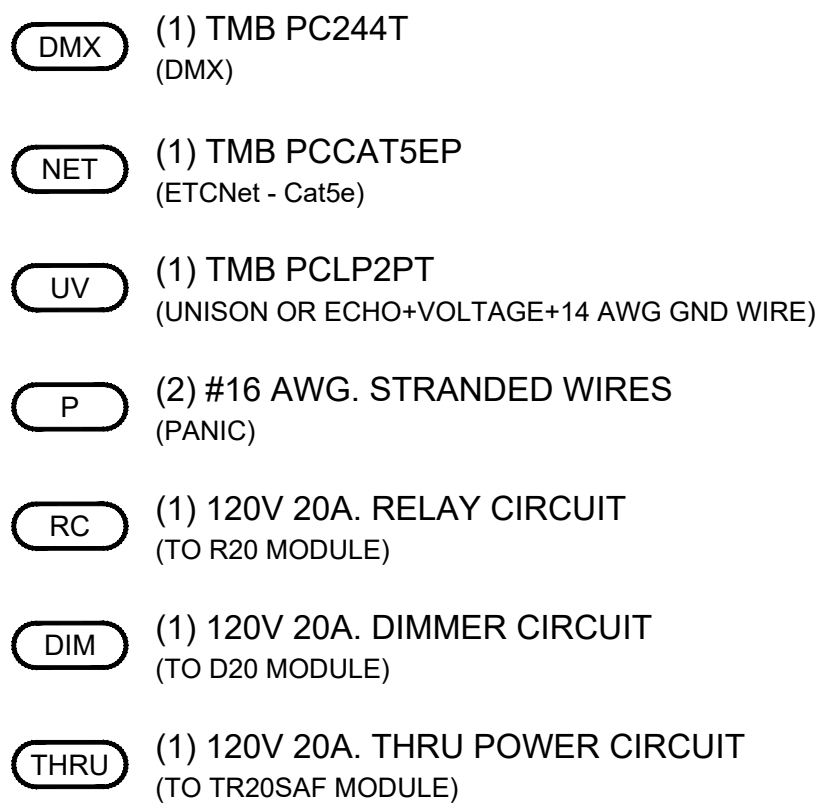 DMX (1) TMB PC244T
(DMX)
NET (1) TMB PCCAT5EP
(ETCNet - Cat5e)
UV (1) TMB PCLP2PT
(UNISON OR ECHO+VOLTAGE+14 AWG GND WIRE)
P (2) #16 AWG. STRANDED WIRES
(PANIC)
RC (1) 120V 20A. RELAY CIRCUIT
(TO R20 MODULE)
DIM (1) 120V 20A. DIMMER CIRCUIT
(TO D20 MODULE)
THRU (1) 120V 20A. THRU POWER CIRCUIT
(TO TR20SAF MODULE)